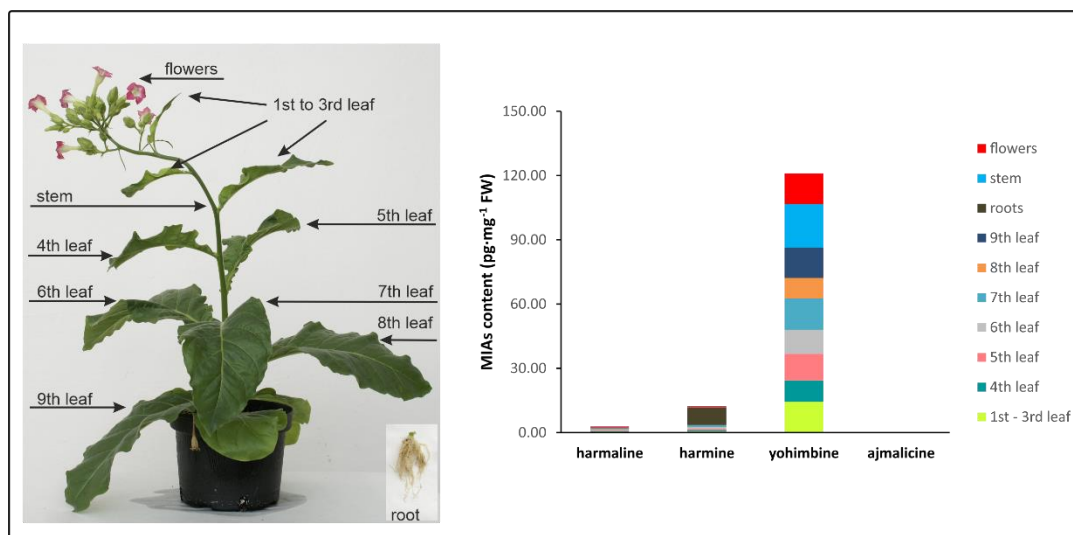 flowers
1st to 3rd leaf
stem
5th leaf
4th leaf
6th leaf
7th leaf
8th leaf
9th leaf
root
MIAs content (pg·mg⁻¹ FW)
150.00
120.00
90.00
60.00
30.00
0.00
harmaline harmine yohimbine ajmalicine
flowers
stem
roots
9th leaf
8th leaf
7th leaf
6th leaf
5th leaf
4th leaf
1st - 3rd leaf